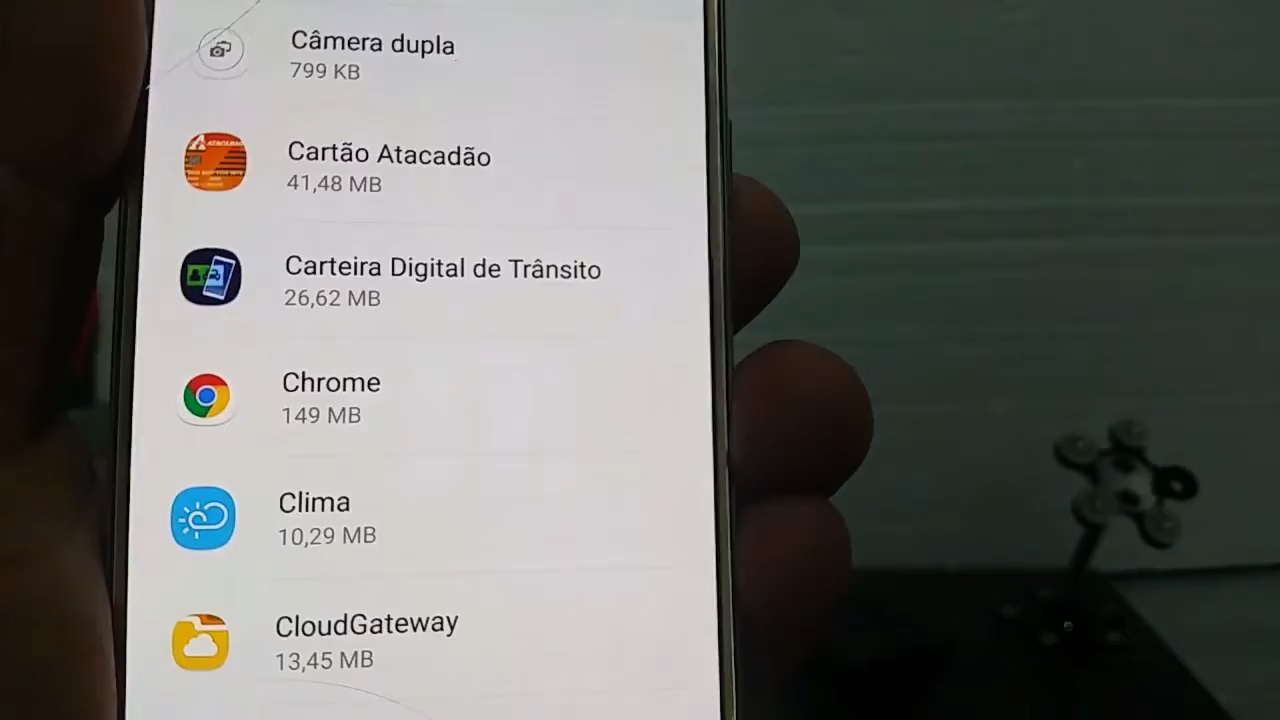 Câmera dupla
799 KB
ATACADÃO
Cartão Atacadão
41,48 MB
Carteira Digital de Trânsito
26,62 MB
Chrome
149 MB
Clima
10,29 MB
CloudGateway
13,45 MB